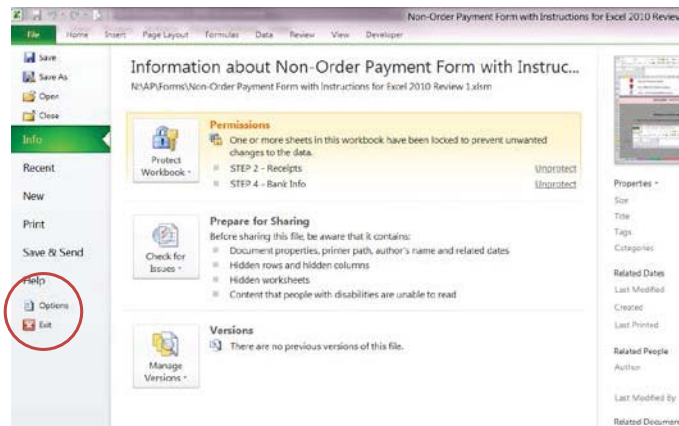 Non-Order Payment Form with Instructions for Excel 2010 Review
File Home Insert Page Layout Formulas Data Review View Developer
Save
Save As
Open
Close
Info
Recent
New
Print
Save & Send
Help
Options
Exit
Information about Non-Order Payment Form with Instruc...
N:\AP\Forms\Non-Order Payment Form with Instructions for Excel 2010 Review 1.xlsm
Protect
Workbook
Permissions
One or more sheets in this workbook have been locked to prevent unwanted
changes to the data.
STEP 2 - Receipts Unprotect
STEP 4 - Bank Info Unprotect
Check for
Issues
Prepare for Sharing
Before sharing this file, be aware that it contains:
Document properties, printer path, author's name and related dates
Hidden rows and hidden columns
Hidden worksheets
Content that people with disabilities are unable to read
Manage
Versions
Versions
There are no previous versions of this file.
Properties
Size
Title
Tags
Categories
Related Dates
Last Modified
Created
Last Printed
Related People
Author
Last Modified By
Related Documen